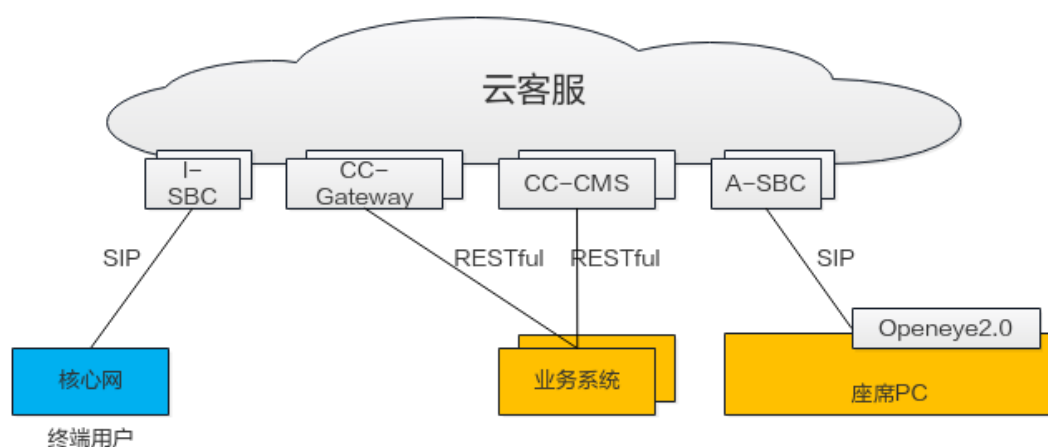 云客服
I-
SBC
CC-
Gateway
CC-CMS
A-SBC
SIP
RESTful
RESTful
SIP
Openeye2.0
核心网
业务系统
座席PC
终端用户